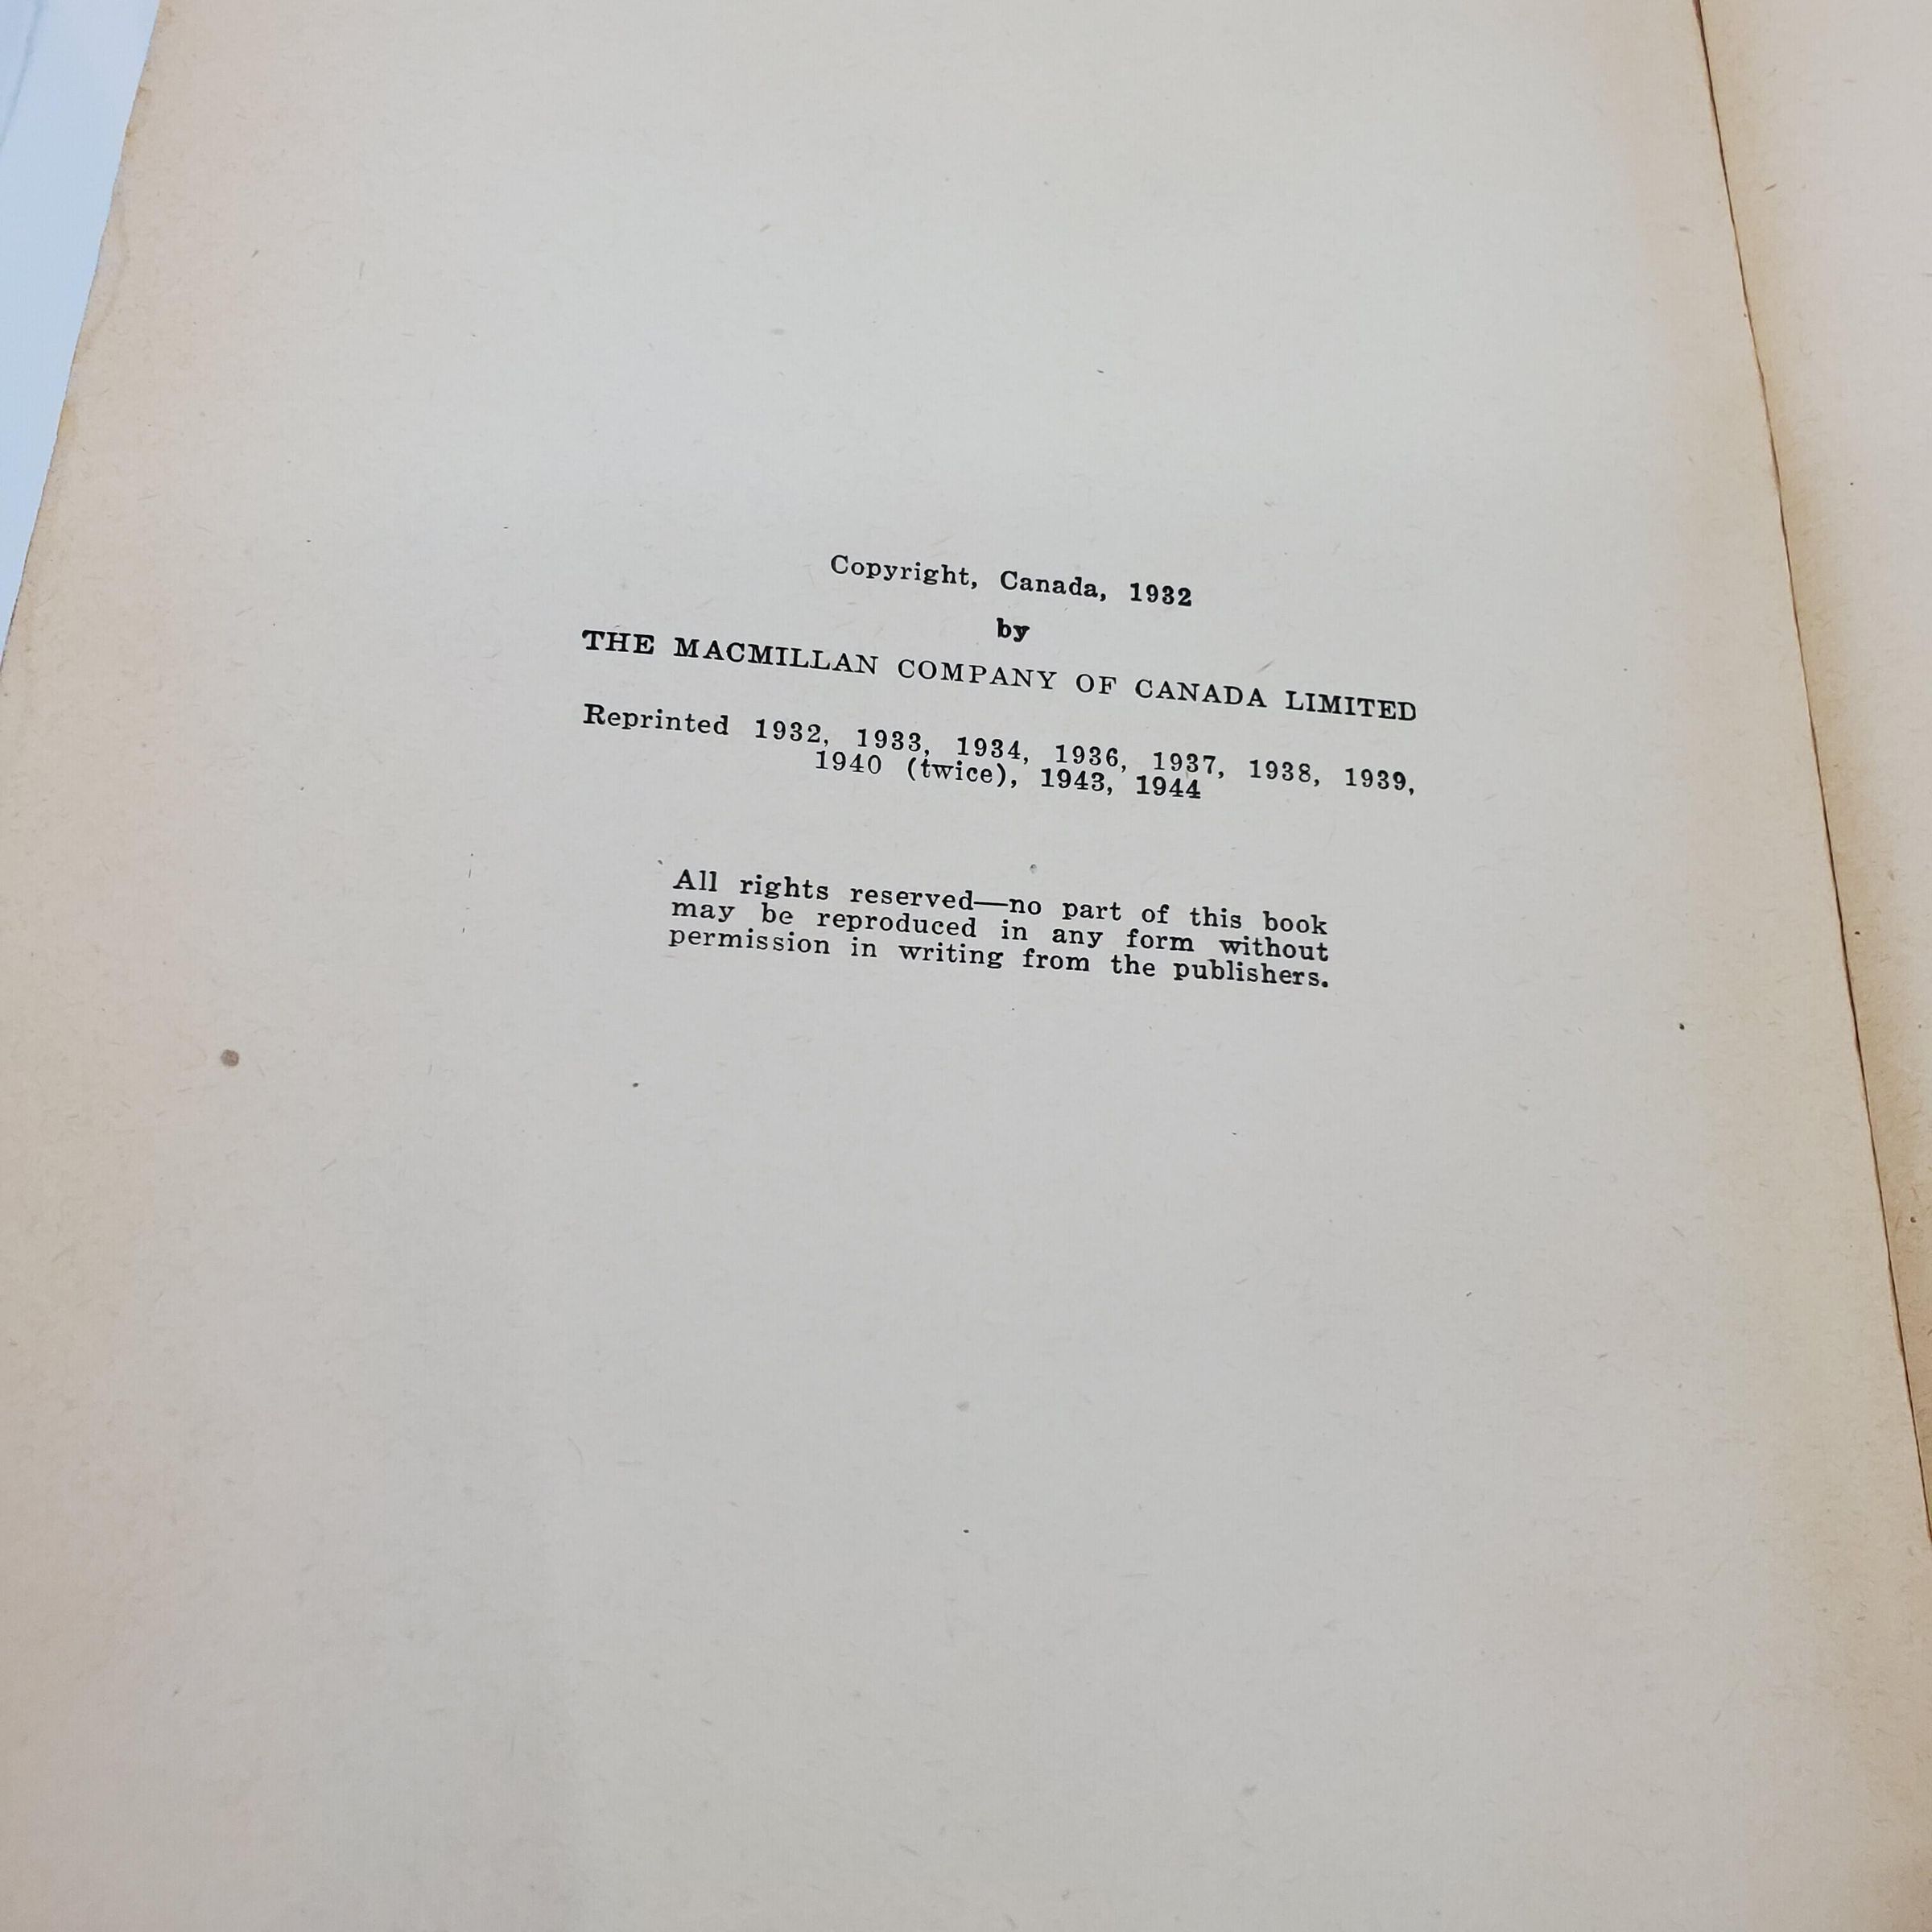 Copyright, Canada, 1932
by
THE MACMILLAN COMPANY OF CANADA LIMITED
Reprinted 1932, 1933, 1934, 1936, 1937, 1938, 1939,
1940 (twice), 1943, 1944
All rights reserved—no part of this book
may be reproduced in any form without
permission in writing from the publishers.